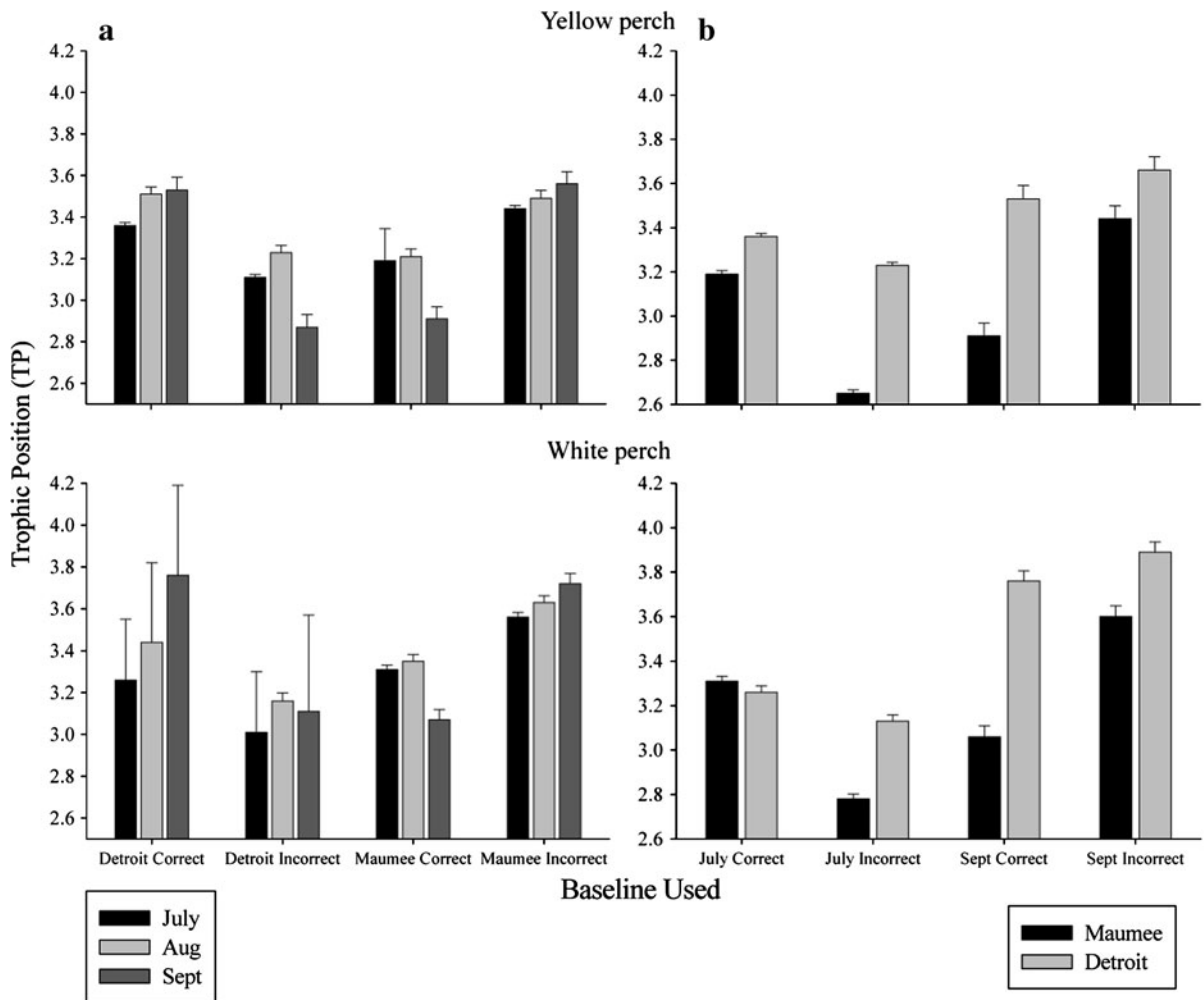 Yellow perch
a
b
4.2
4.0
3.8
3.6
3.4
3.2
3.0
2.8
2.6
4.2
4.0
3.8
3.6
3.4
3.2
3.0
2.8
2.6
Trophic Position (TP)
White perch
4.2
4.0
3.8
3.6
3.4
3.2
3.0
2.8
2.6
4.2
4.0
3.8
3.6
3.4
3.2
3.0
2.8
2.6
Detroit Correct Detroit Incorrect Maumee Correct Maumee Incorrect
July Correct July Incorrect Sept Correct Sept Incorrect
Baseline Used
July
Aug
Sept
Maumee
Detroit